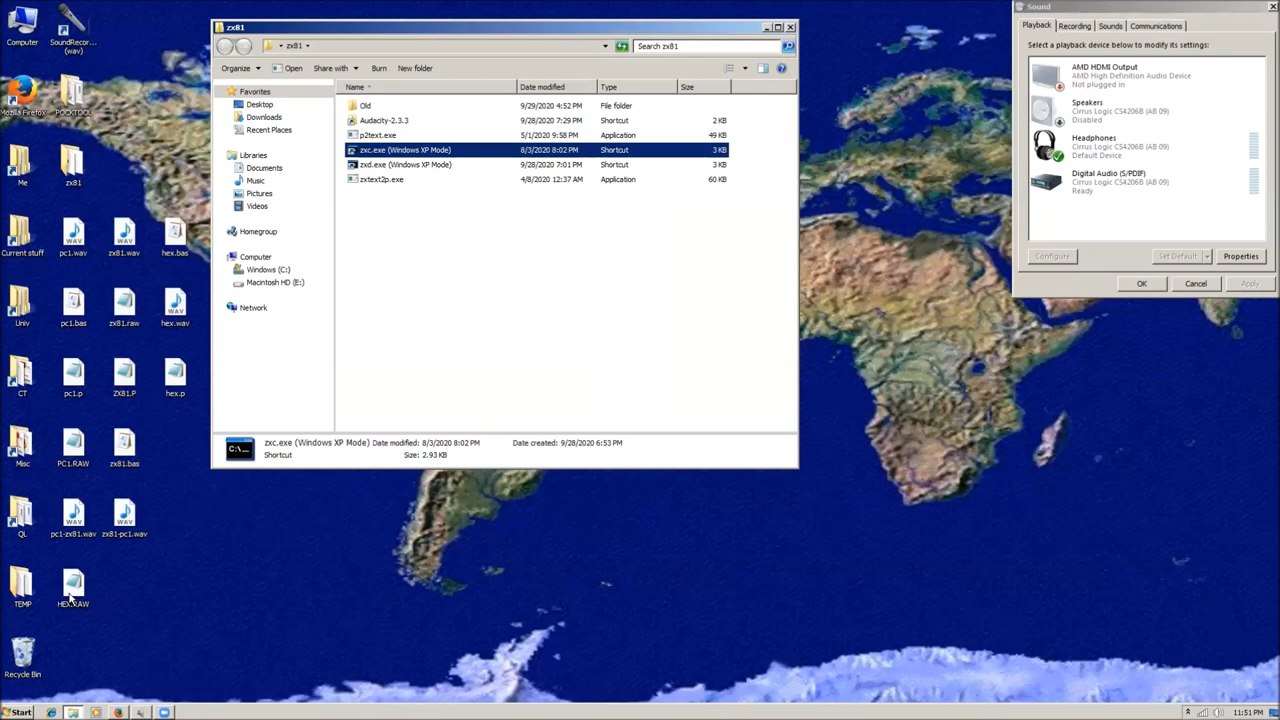 Computer
SoundRecor...
(wav)
Mozilla Firefox
POCKTOOL
Me
zx81
Current stuff
pc1.wav
zx81.wav
hex.bas
Univ
pc1.bas
zx81.raw
hex.wav
CT
pc1.p
ZX81.P
hex.p
Misc
PC1.RAW
zx81.bas
QL
pc1-zx81.wav
zx81-pc1.wav
TEMP
HEX.RAW
Recycle Bin
zx81
zx81
Search zx81
Organize
Open
Share with
Burn
New folder
Favorites
Desktop
Downloads
Recent Places
Libraries
Documents
Music
Pictures
Videos
Homegroup
Computer
Windows (C:)
Macintosh HD (E:)
Network
Name Date modified Type Size
Old 9/29/2020 4:52 PM File folder
Audacity-2.3.3 9/28/2020 7:29 PM Shortcut 2 KB
p2text.exe 5/1/2020 9:58 PM Application 49 KB
zxc.exe (Windows XP Mode) 8/3/2020 8:02 PM Shortcut 3 KB
zxd.exe (Windows XP Mode) 9/28/2020 7:01 PM Shortcut 3 KB
zxtext2p.exe 4/8/2020 12:37 AM Application 60 KB
C:\...
zxc.exe (Windows XP Mode) Date modified: 8/3/2020 8:02 PM Date created: 9/28/2020 6:53 PM
Shortcut Size: 2.93 KB
Sound
Playback Recording Sounds Communications
Select a playback device below to modify its settings:
AMD HDMI Output
AMD High Definition Audio Device
Not plugged in
Speakers
Cirrus Logic CS4206B (AB 09)
Disabled
Headphones
Cirrus Logic CS4206B (AB 09)
Default Device
Digital Audio (S/PDIF)
Cirrus Logic CS4206B (AB 09)
Ready
Configure Set Default Properties
OK Cancel Apply
Start
11:51 PM